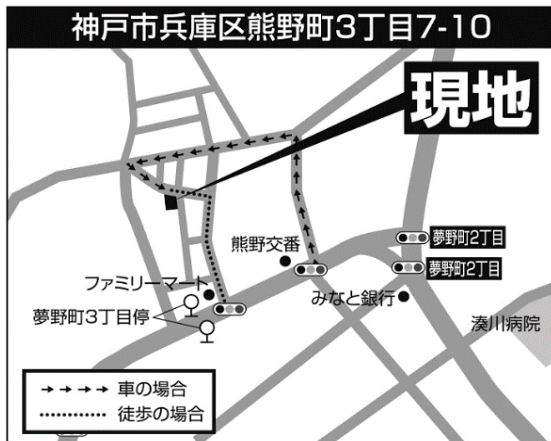 神戸市兵庫区熊野町3丁目7-10
現地
熊野交番
夢野町2丁目
夢野町2丁目
ファミリーマート
みなと銀行
夢野町3丁目停
湊川病院
車の場合
徒歩の場合